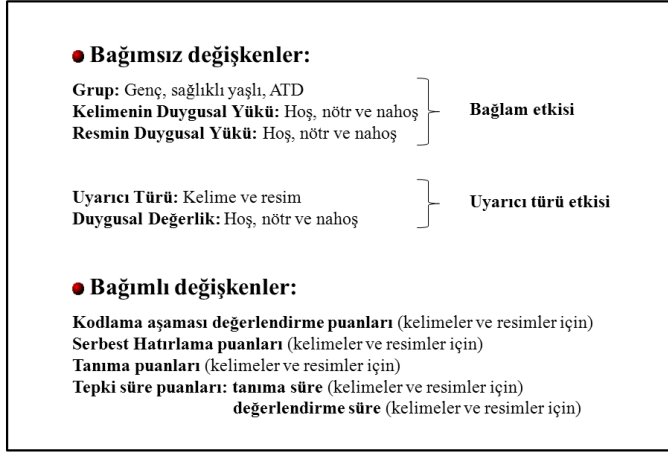 Bağımsız değişkenler:
Grup: Genç, sağlıklı yaşlı, ATD
Kelimenin Duygusal Yükü: Hoş, nötr ve nahoş
Bağlam etkisi
Resmin Duygusal Yükü: Hoş, nötr ve nahoş
Uyarıcı Türü: Kelime ve resim
Uyarıcı türü etkisi
Duygusal Değerlik: Hoş, nötr ve nahoş
Bağımlı değişkenler:
Kodlama aşaması değerlendirme puanları (kelimeler ve resimler için)
Serbest Hatırlama puanları (kelimeler ve resimler için)
Tanıma puanları (kelimeler ve resimler için)
Tepki süre puanları: tanıma süre (kelimeler ve resimler için)
değerlendirme süre (kelimeler ve resimler için)